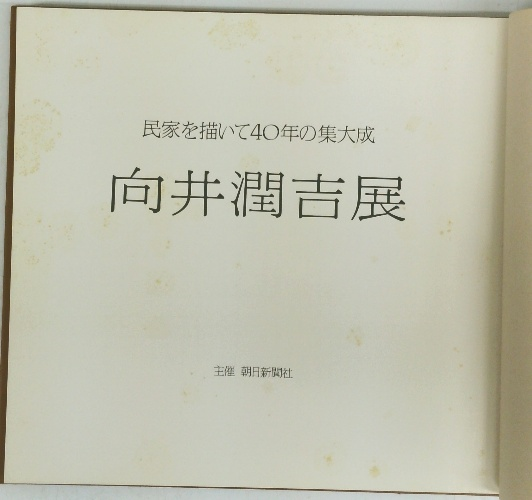 民家を描いて40年の集大成
向井潤吉展
主催 朝日新聞社